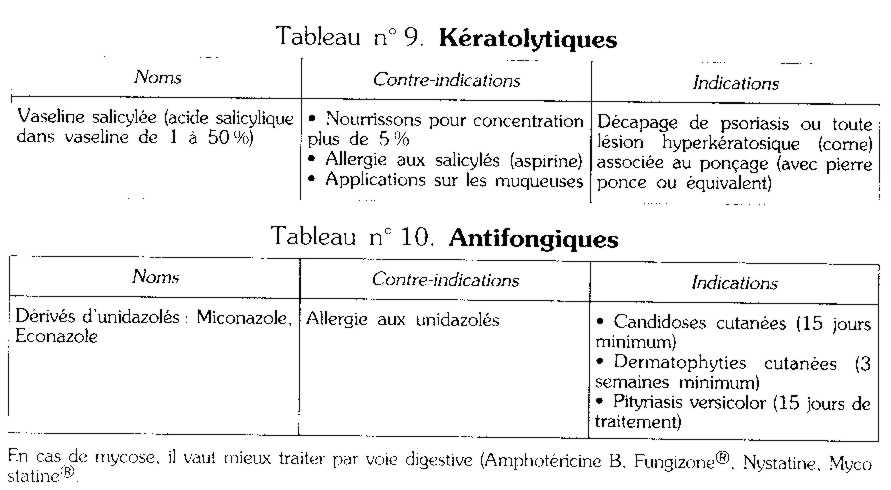 Tableau n° 9. Kératolytiques
Noms
Contre-indications
Indications
Vaseline salicylée (acide salicylique
dans vaseline de 1 à 50 %)
• Nourrissons pour concentration
plus de 5 %
• Allergie aux salicylés (aspirine)
• Applications sur les muqueuses
Décapage de psoriasis ou toute
lésion hyperkératosique (corne)
associée au ponçage (avec pierre
ponce ou équivalent)
Tableau n° 10. Antifongiques
Noms
Contre-indications
Indications
Dérivés d'unidazolés : Miconazole,
Econazole
Allergie aux unidazolés
• Candidoses cutanées (15 jours
minimum)
• Dermatophyties cutanées (3
semaines minimum)
• Pityriasis versicolor (15 jours de
traitement)
En cas de mycose, il vaut mieux traiter par voie digestive (Amphotéricine B, Fungizone®, Nystatine, Myco
statine®.